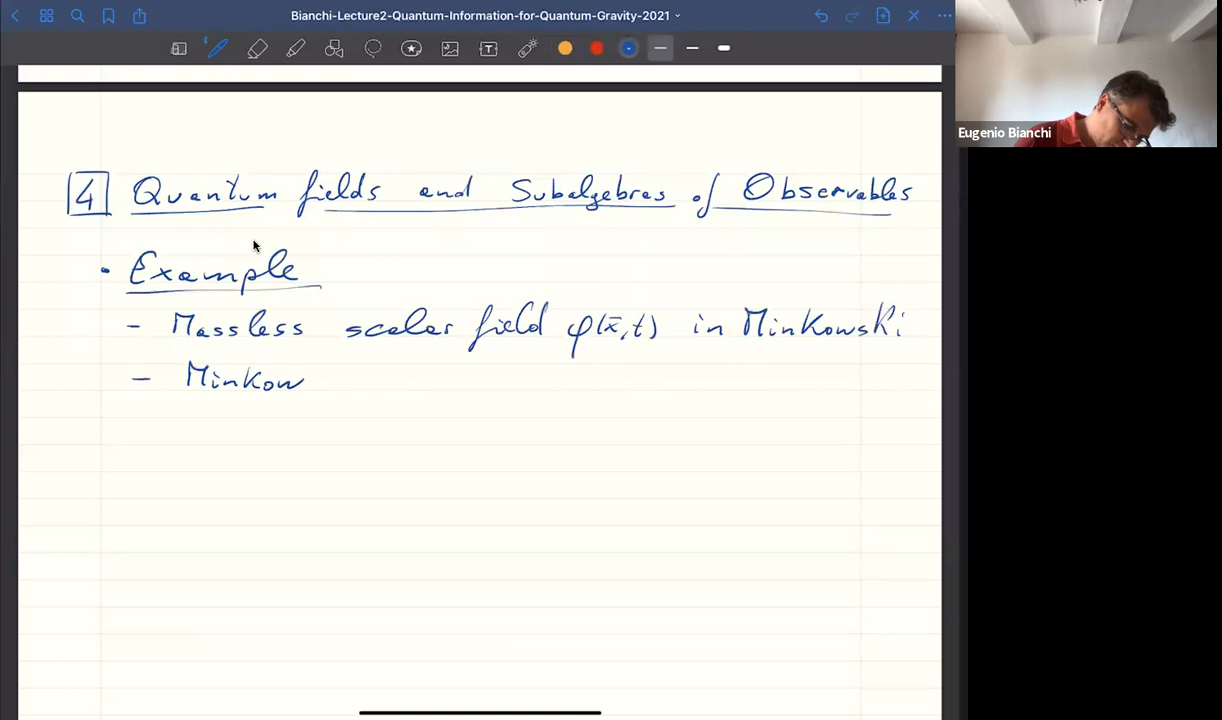 Bianchi-Lecture2-Quantum-Information-for-Quantum-Gravity-2021
Eugenio Bianchi
4 Quantum fields and Subalgebras of Observables
• Example
- Massless scalar field φ(x̄,t) in Minkowski
- Minkow